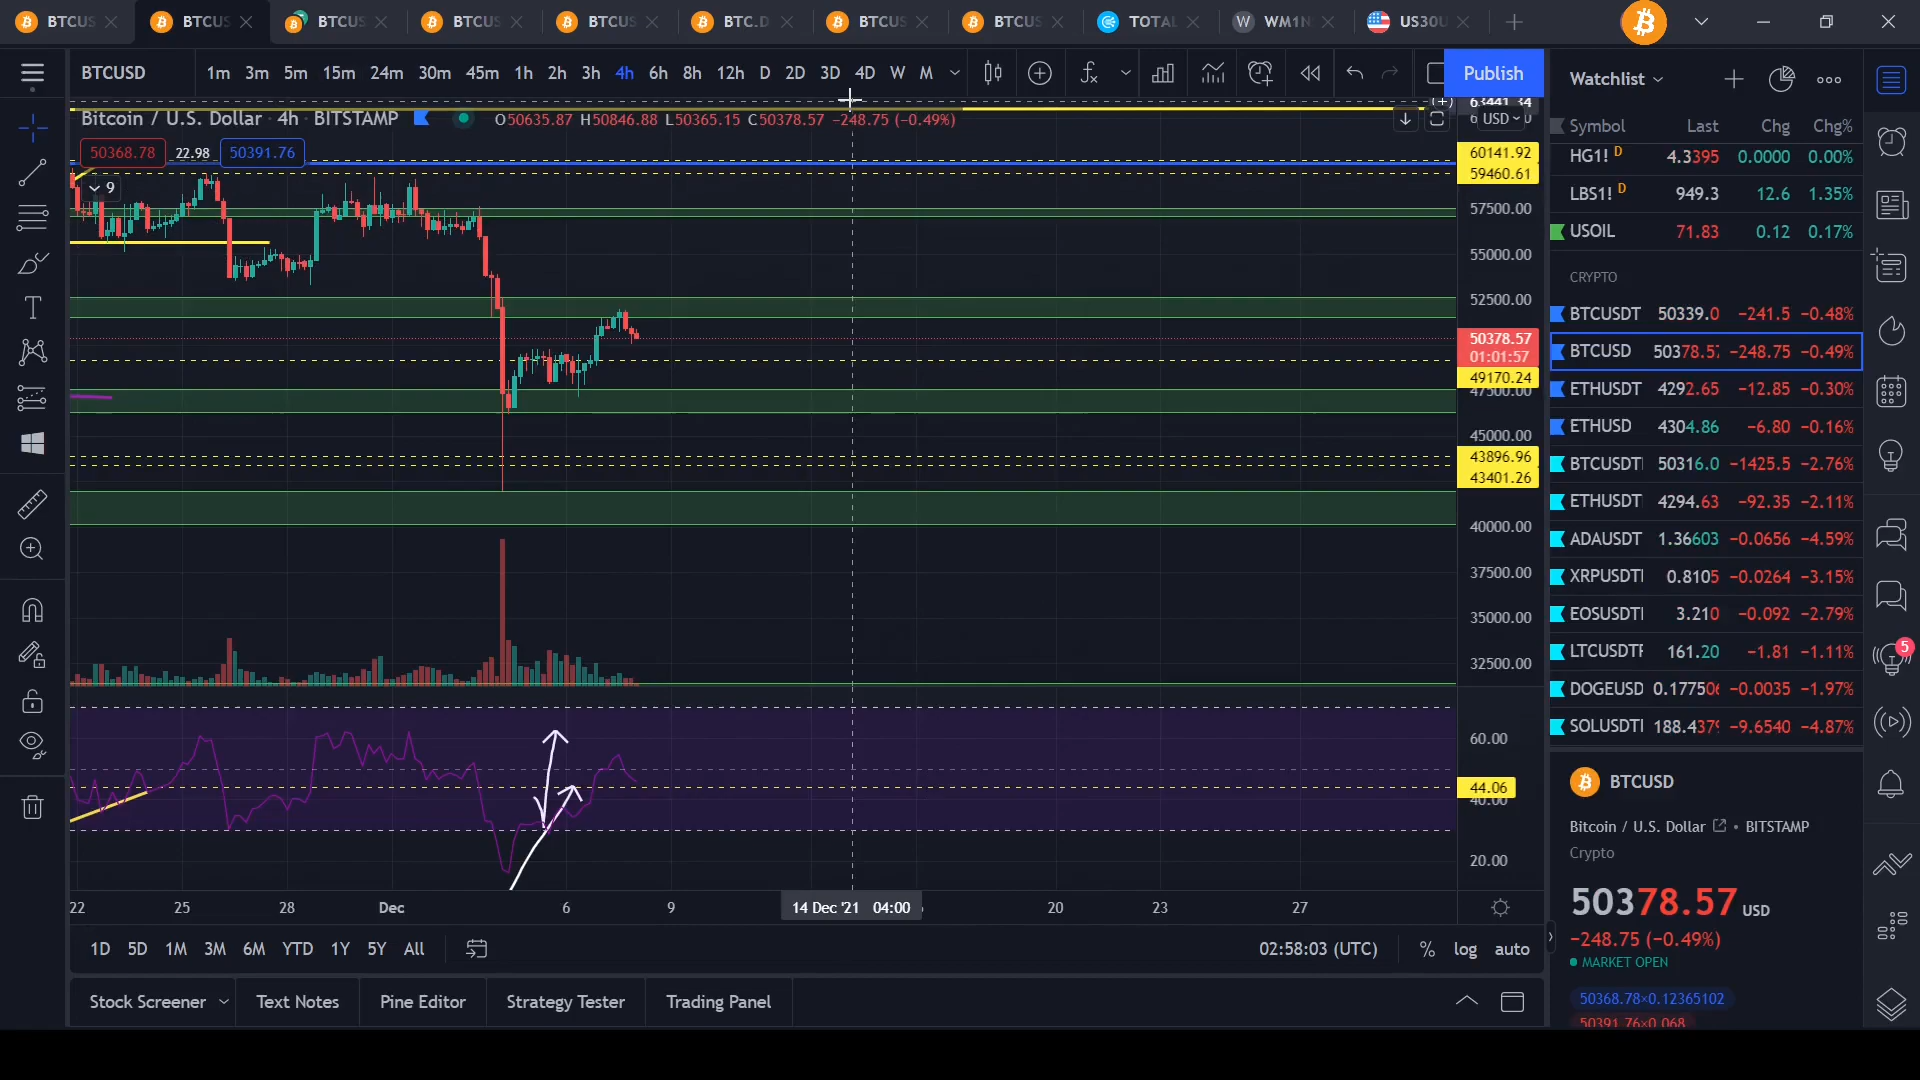 BTCUS BTCUS BTCUS BTCUS BTCUS BTC.D BTCUS BTCUS TOTAL WM1N US30U
BTCUSD 1m 3m 5m 15m 24m 30m 45m 1h 2h 3h 4h 6h 8h 12h D 2D 3D 4D W M Publish
Bitcoin / U.S. Dollar · 4h · BITSTAMP O50635.87 H50846.88 L50365.15 C50378.57 −248.75 (−0.49%)
50368.78 22.98 50391.76
9
63441.34
USD
60141.92
59460.61
57500.00
55000.00
52500.00
50378.57
01:01:57
49170.24
47500.00
45000.00
43896.96
43401.26
40000.00
37500.00
35000.00
32500.00
60.00
44.06
40.00
20.00
22 25 28 Dec 6 9 14 Dec '21 04:00 20 23 27
1D 5D 1M 3M 6M YTD 1Y 5Y All 02:58:03 (UTC) % log auto
Stock Screener Text Notes Pine Editor Strategy Tester Trading Panel
Watchlist
Symbol Last Chg Chg%
HG1! D 4.3395 0.0000 0.00%
LBS1! D 949.3 12.6 1.35%
USOIL 71.83 0.12 0.17%
CRYPTO
BTCUSDT 50339.0 −241.5 −0.48%
BTCUSD 50378.57 −248.75 −0.49%
ETHUSDT 4292.65 −12.85 −0.30%
ETHUSD 4304.86 −6.80 −0.16%
BTCUSDT 50316.0 −1425.5 −2.76%
ETHUSDT 4294.63 −92.35 −2.11%
ADAUSDT 1.36603 −0.0656 −4.59%
XRPUSDT 0.8105 −0.0264 −3.15%
EOSUSDT 3.210 −0.092 −2.79%
LTCUSDTF 161.20 −1.81 −1.11%
DOGEUSD 0.177506 −0.0035 −1.97%
SOLUSDT 188.437 −9.6540 −4.87%
5
BTCUSD
Bitcoin / U.S. Dollar • BITSTAMP
Crypto
50378.57 USD
−248.75 (−0.49%)
MARKET OPEN
50368.78×0.12365102
50391.76×0.068